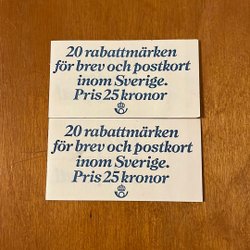 20 rabattmärken
för brev och postkort
inom Sverige.
Pris 25 kronor
20 rabattmärken
för brev och postkort
inom Sverige.
Pris 25 kronor